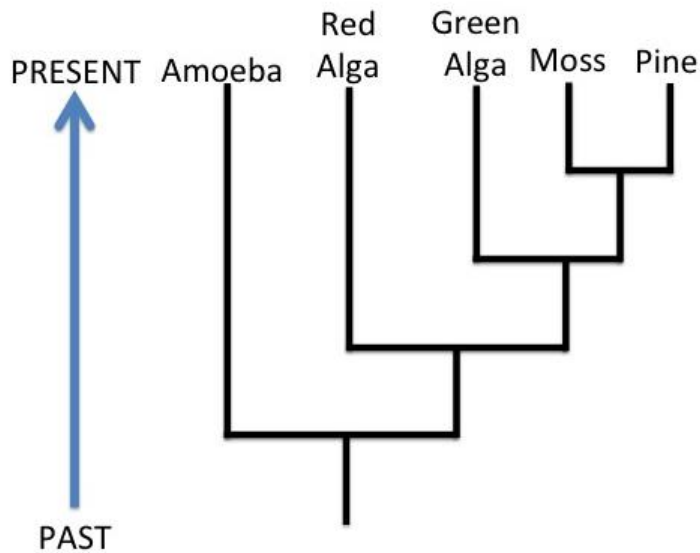 PRESENT
Amoeba
Red
Alga
Green
Alga
Moss
Pine
PAST